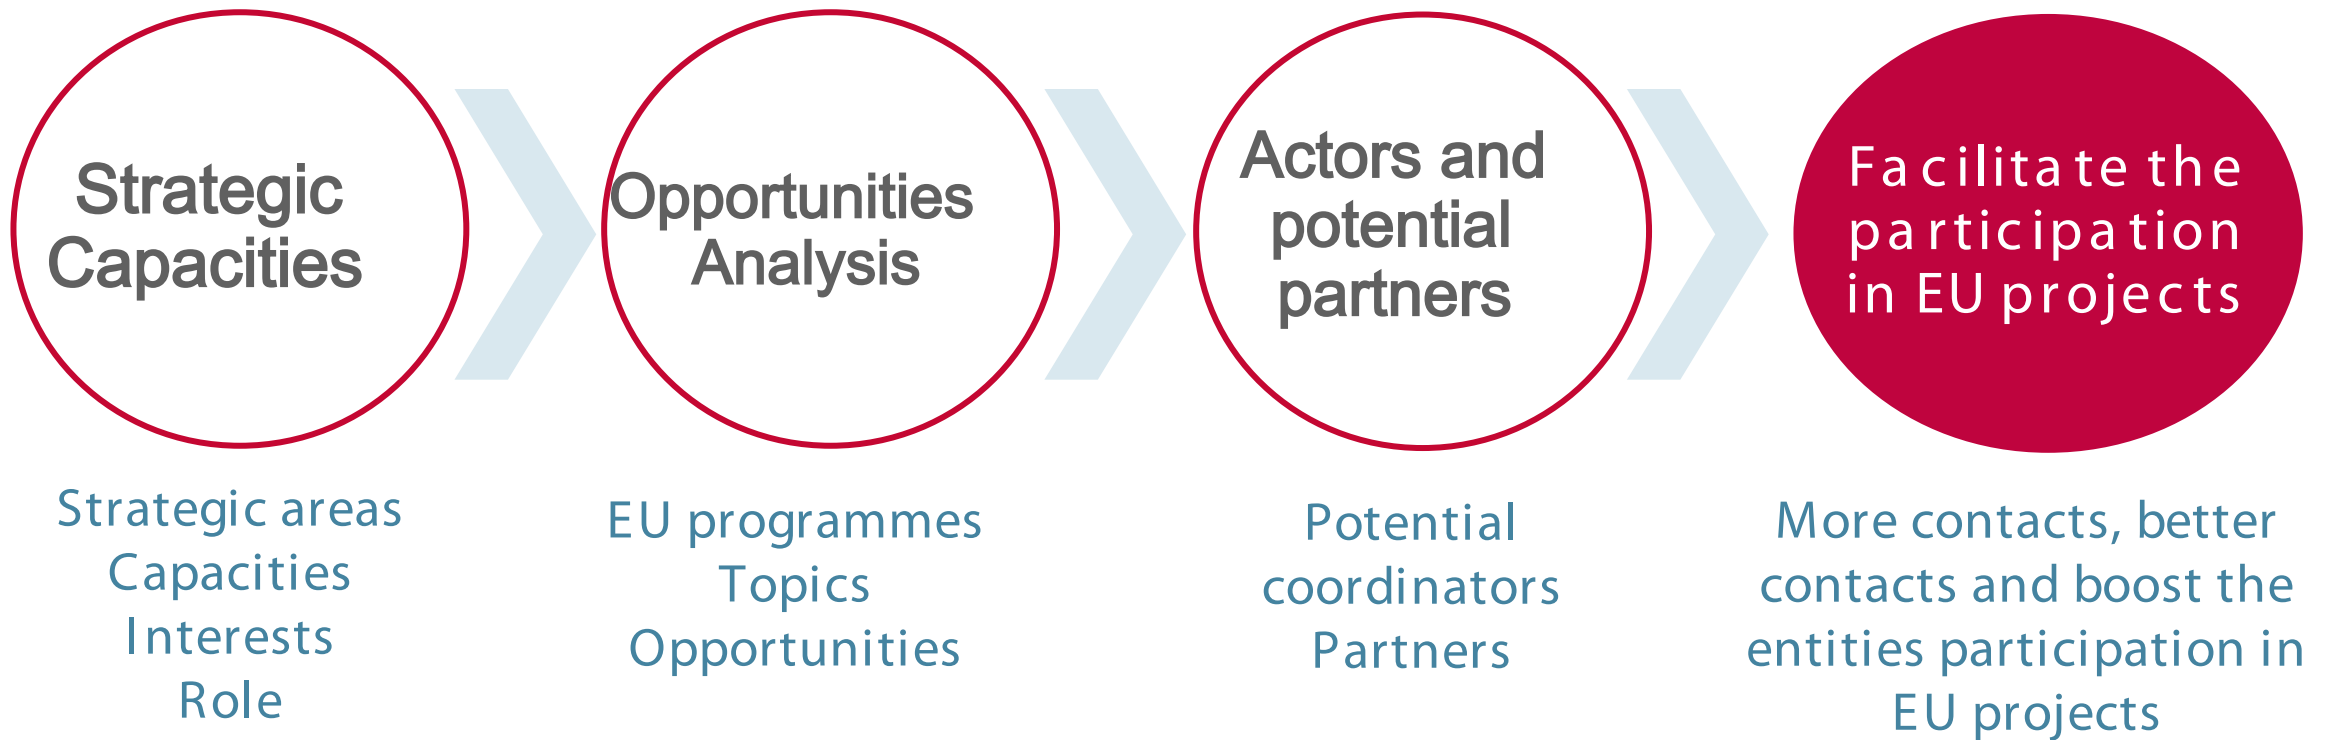 Strategic
Capacities
Opportunities
Analysis
Actors and
potential
partners
Facilitate the
participation
in EU projects
Strategic areas
Capacities
Interests
Role
EU programmes
Topics
Opportunities
Potential
coordinators
Partners
More contacts, better
contacts and boost the
entities participation in
EU projects